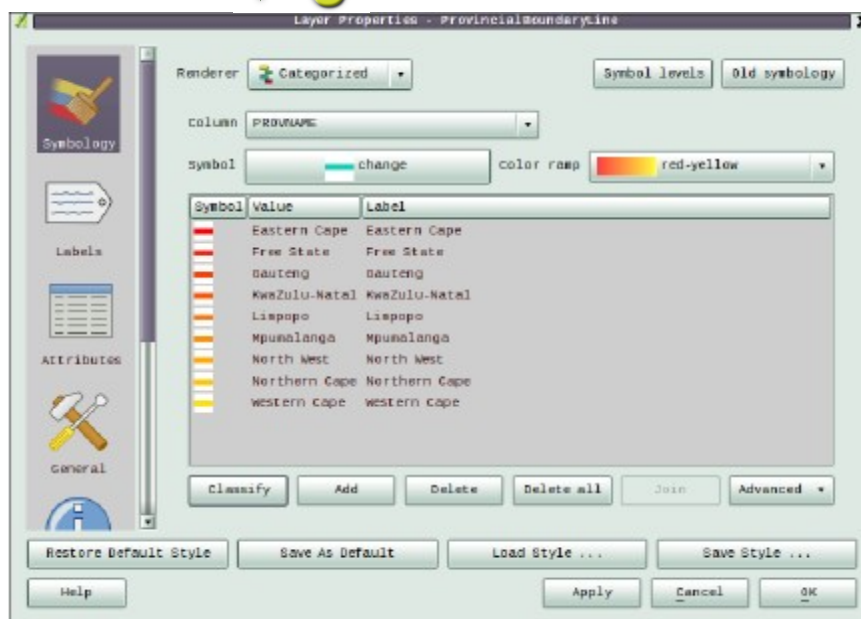 Layer Properties - ProvincialBoundaryLine
Renderer Categorized Symbol levels Old symbology
Column PROVNAME
Symbol change Color ramp red-yellow
Symbol Value Label
Eastern Cape Eastern Cape
Free State Free State
Gauteng Gauteng
KwaZulu-Natal KwaZulu-Natal
Limpopo Limpopo
Mpumalanga Mpumalanga
North West North West
Northern Cape Northern Cape
Western Cape Western Cape
Classify Add Delete Delete all Join Advanced
Symbology
Labels
Attributes
General
Restore Default Style Save As Default Load Style ... Save Style ...
Help Apply Cancel OK